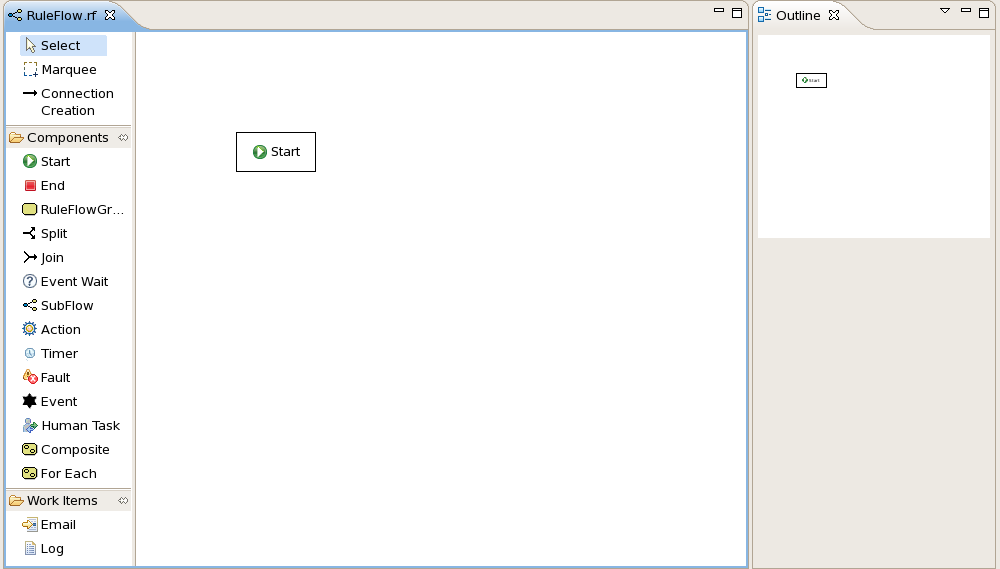 RuleFlow.rf
Select
Marquee
Connection
Creation
Components
Start
End
RuleFlowGr...
Split
Join
Event Wait
SubFlow
Action
Timer
Fault
Event
Human Task
Composite
For Each
Work Items
Email
Log
Start
Outline
Start